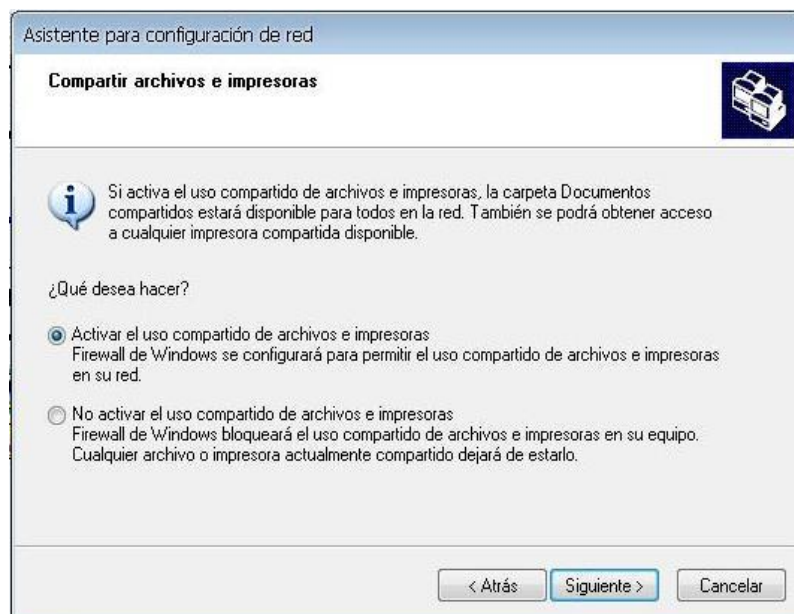 Asistente para configuración de red
Compartir archivos e impresoras
Si activa el uso compartido de archivos e impresoras, la carpeta Documentos
compartidos estará disponible para todos en la red. También se podrá obtener acceso
a cualquier impresora compartida disponible.
¿Qué desea hacer?
Activar el uso compartido de archivos e impresoras
Firewall de Windows se configurará para permitir el uso compartido de archivos e impresoras
en su red.
No activar el uso compartido de archivos e impresoras
Firewall de Windows bloqueará el uso compartido de archivos e impresoras en su equipo.
Cualquier archivo o impresora actualmente compartido dejará de estarlo.
< Atrás Siguiente > Cancelar